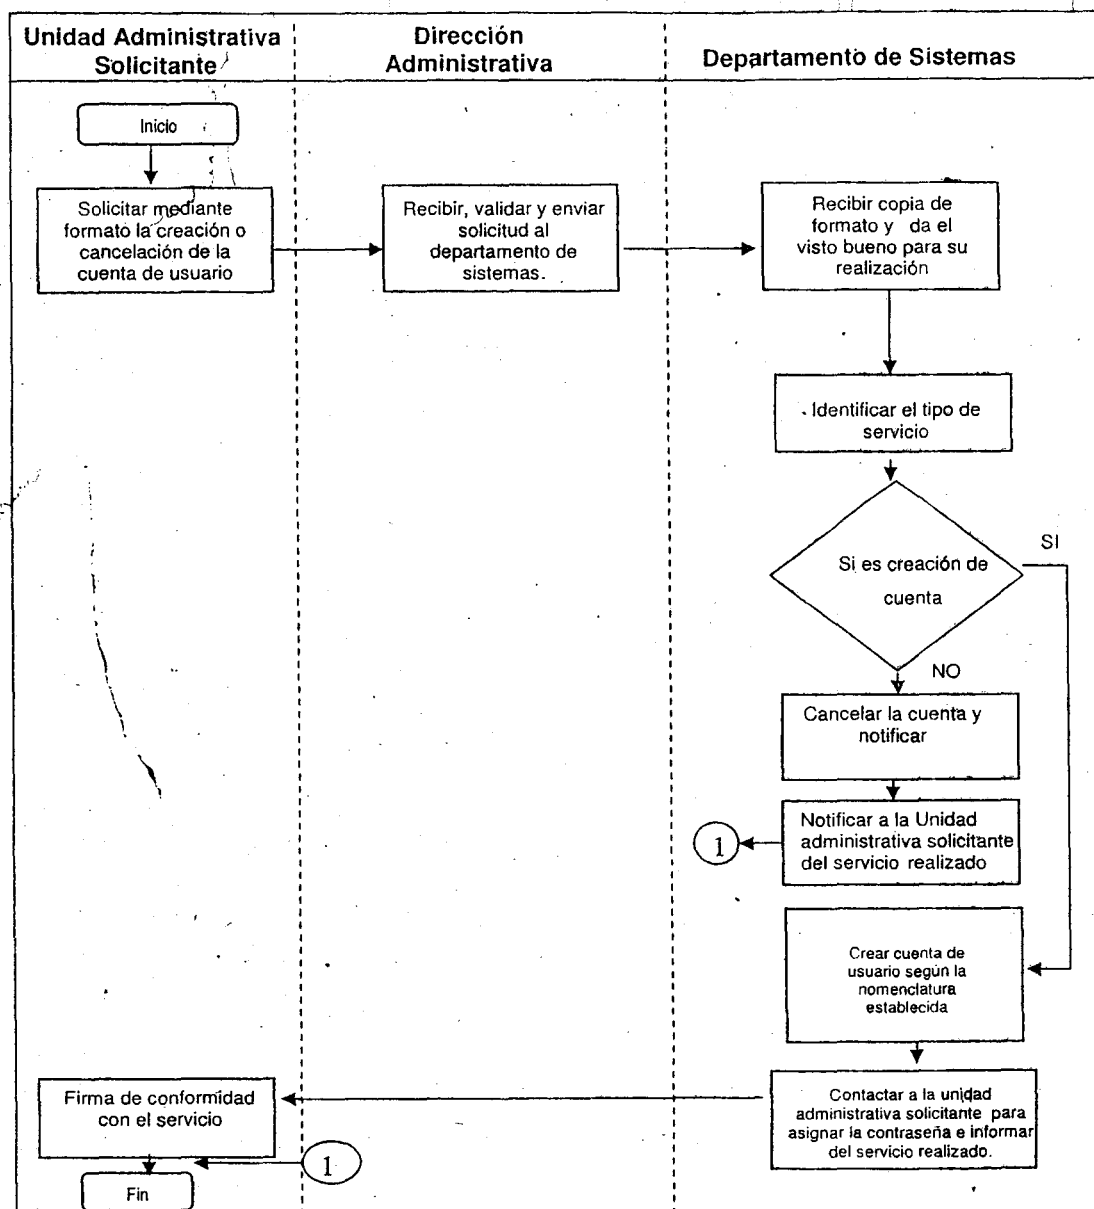 Unidad Administrativa
Solicitante
Dirección
Administrativa
Departamento de Sistemas
Inicio
Solicitar mediante
formato la creación o
cancelación de la
cuenta de usuario
Recibir, validar y enviar
solicitud al
departamento de
sistemas.
Recibir copia de
formato y da el
visto bueno para su
realización
Identificar el tipo de
servicio
Si es creación de
cuenta
SI
NO
Cancelar la cuenta y
notificar
Notificar a la Unidad
administrativa solicitante
del servicio realizado
1
Crear cuenta de
usuario según la
nomenclatura
establecida
Contactar a la unidad
administrativa solicitante para
asignar la contraseña e informar
del servicio realizado.
Firma de conformidad
con el servicio
1
Fin